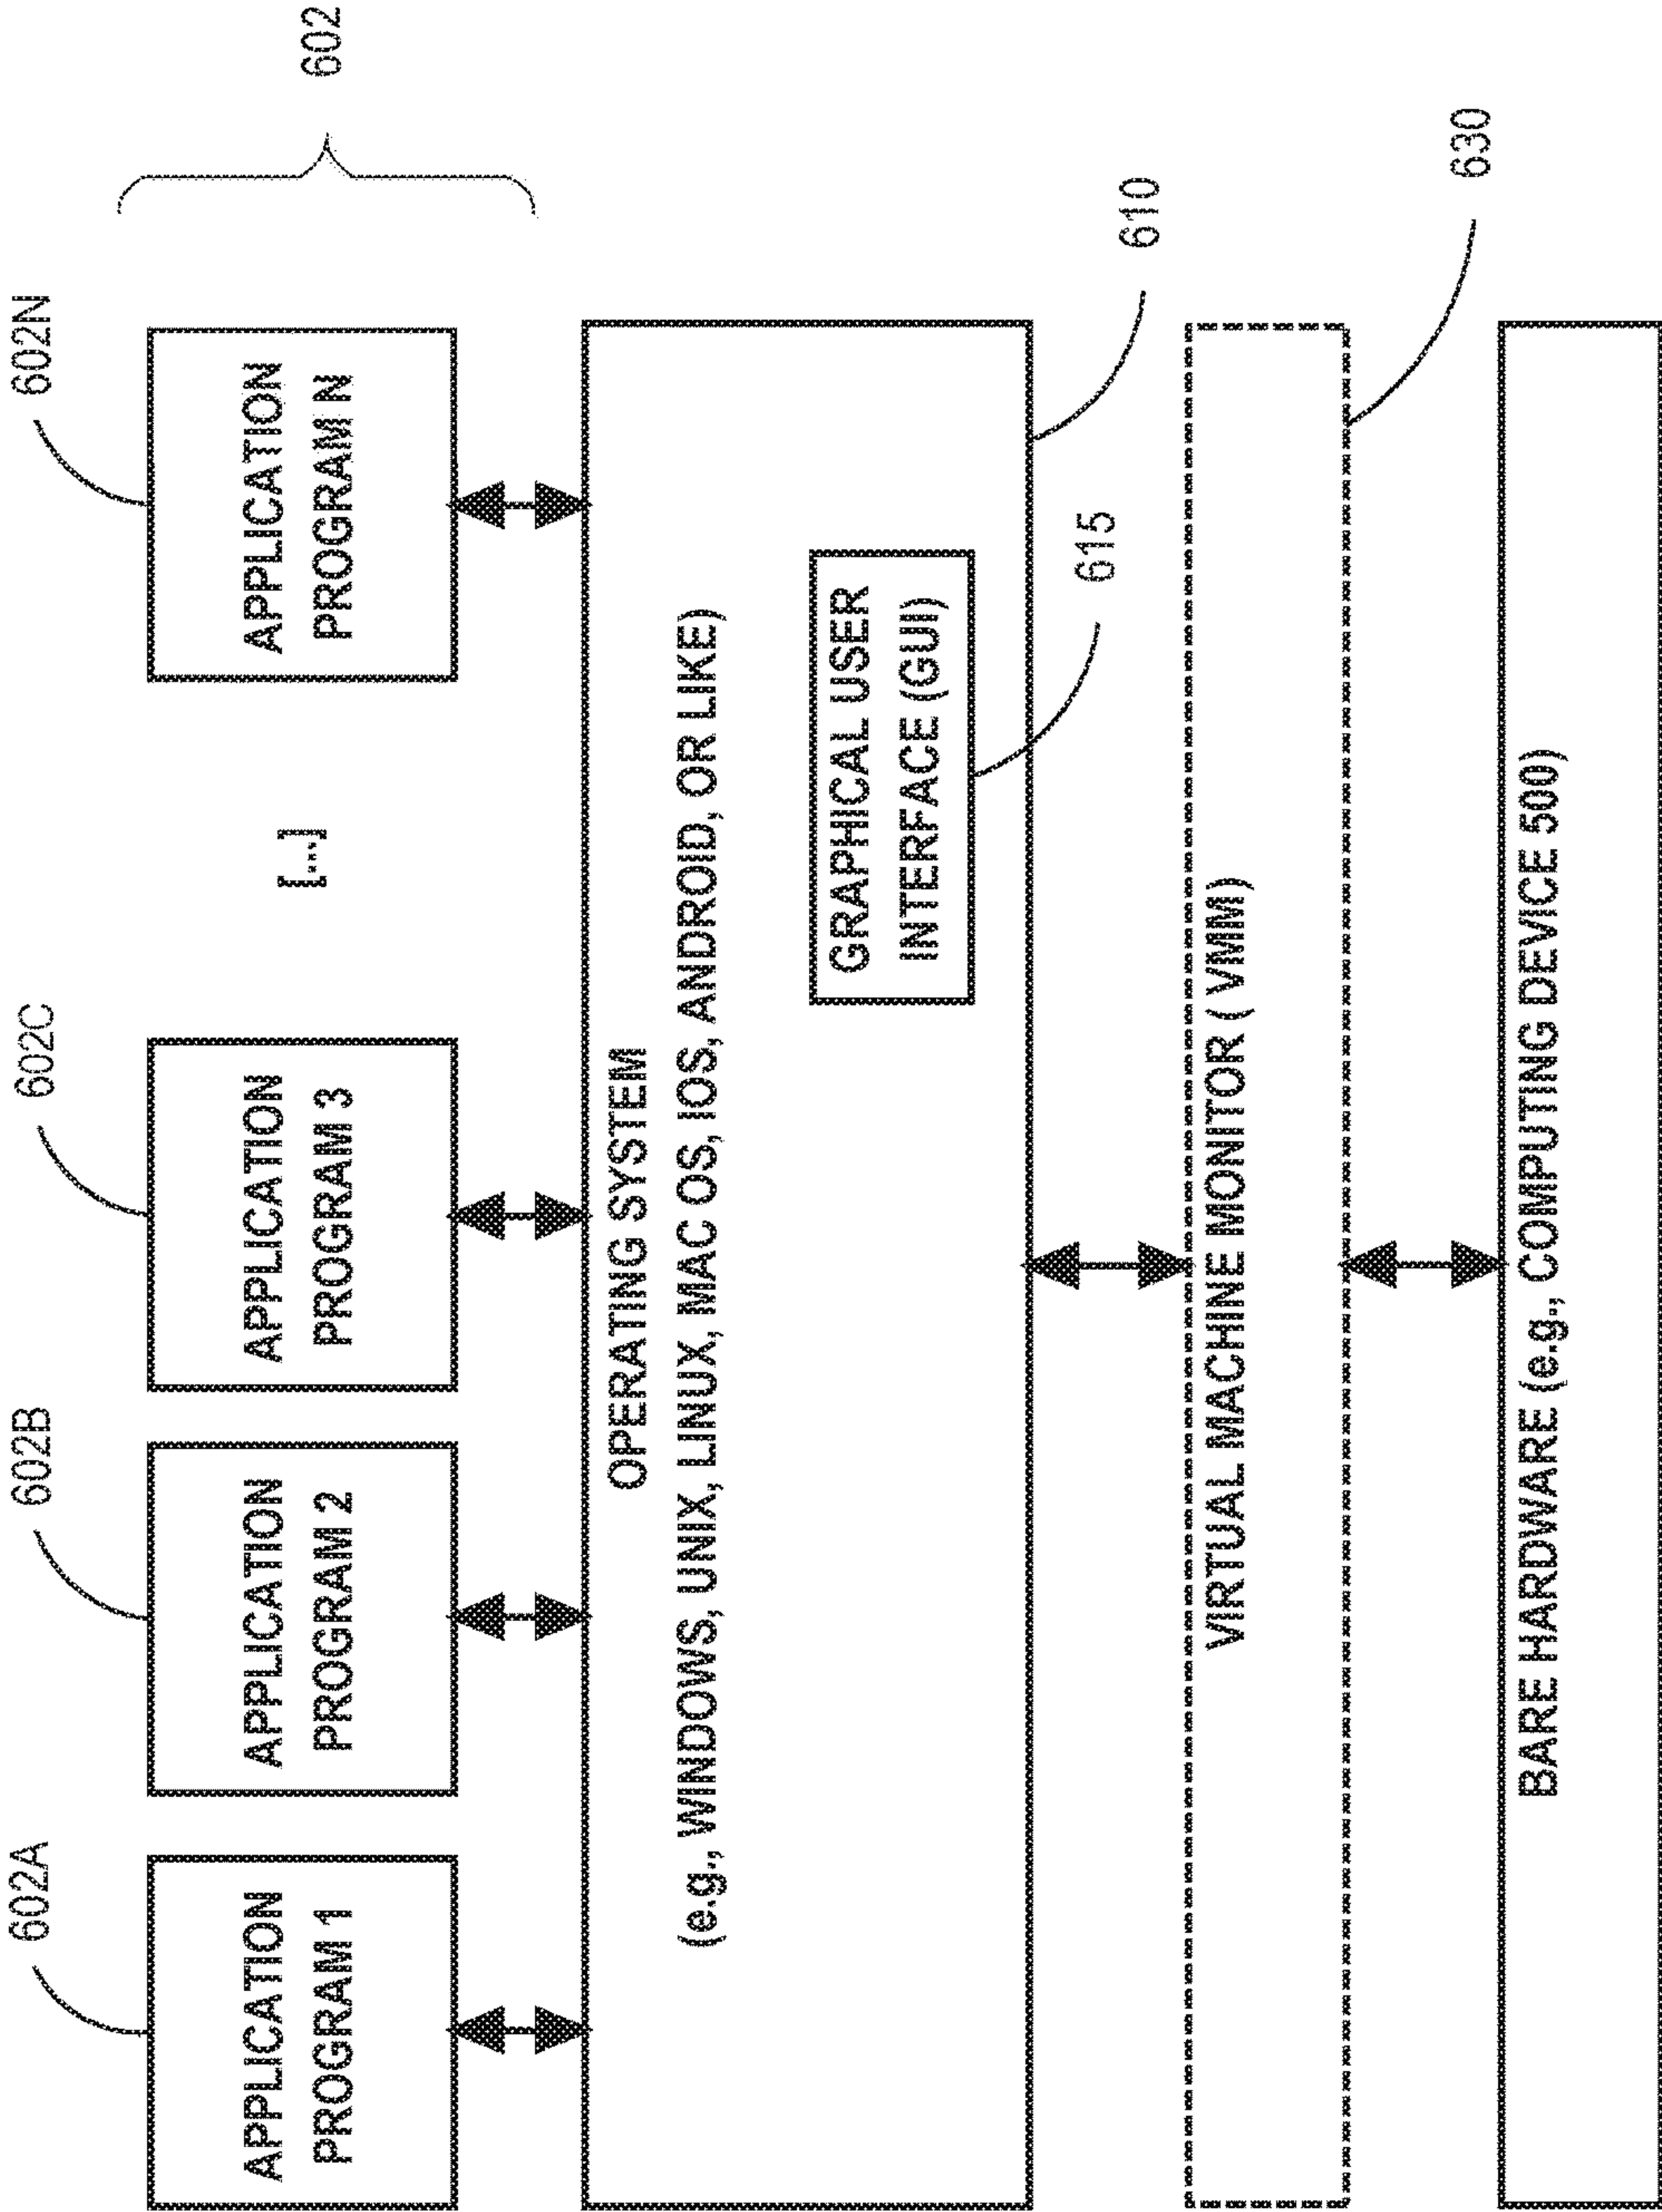 602A
602B
602C
602N
602
APPLICATION
PROGRAM 1
APPLICATION
PROGRAM 2
APPLICATION
PROGRAM 3
[...]
APPLICATION
PROGRAM N
OPERATING SYSTEM
(e.g., WINDOWS, UNIX, LINUX, MAC OS, IOS, ANDROID, OR LIKE)
GRAPHICAL USER
INTERFACE (GUI)
615
610
VIRTUAL MACHINE MONITOR ( VMM)
630
BARE HARDWARE (e.g., COMPUTING DEVICE 500)